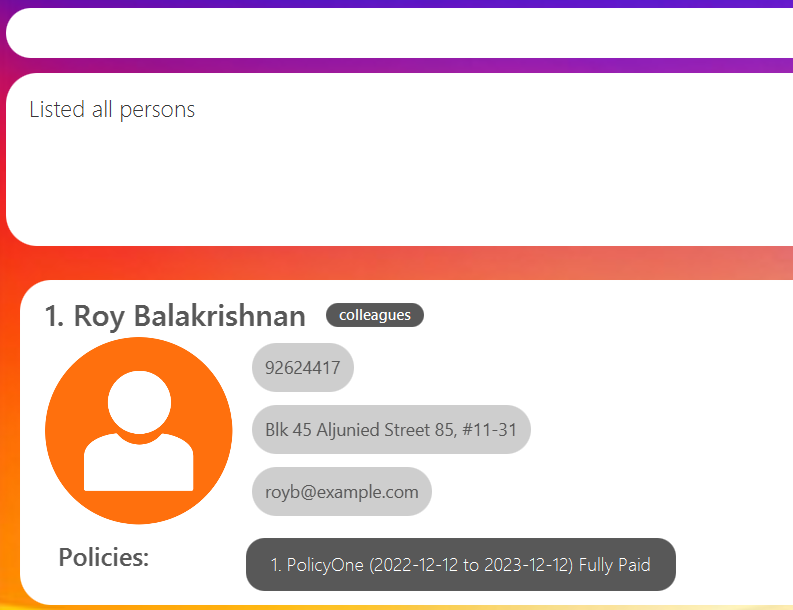 Listed all persons
1. Roy Balakrishnan colleagues
92624417
Blk 45 Aljunied Street 85, #11-31
royb@example.com
Policies: 1. PolicyOne (2022-12-12 to 2023-12-12) Fully Paid